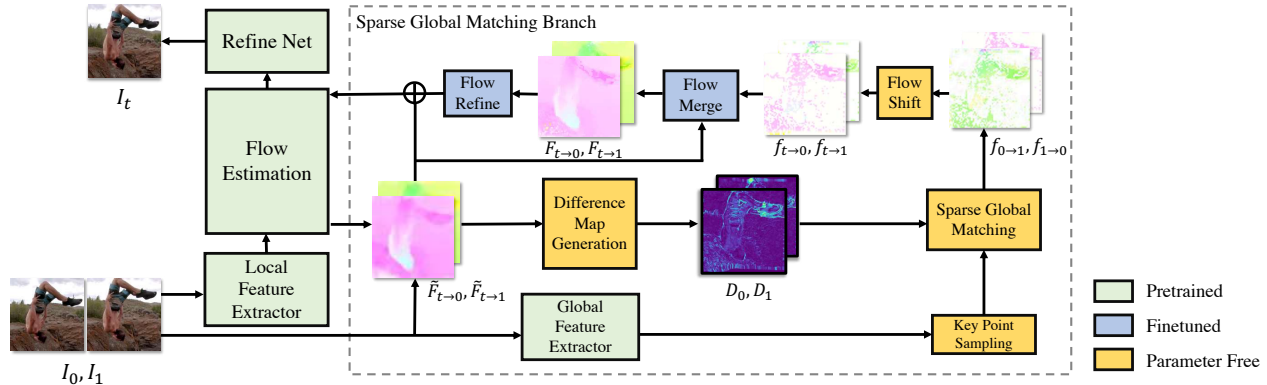 Sparse Global Matching Branch
Refine Net
I_t
Flow
Refine
F_{t→0}, F_{t→1}
Flow
Merge
f_{t→0}, f_{t→1}
Flow
Shift
f_{0→1}, f_{1→0}
Flow
Estimation
F̃_{t→0}, F̃_{t→1}
Difference
Map
Generation
D_0, D_1
Sparse Global
Matching
Local
Feature
Extractor
I_0, I_1
Global
Feature
Extractor
Key Point
Sampling
Pretrained
Finetuned
Parameter Free